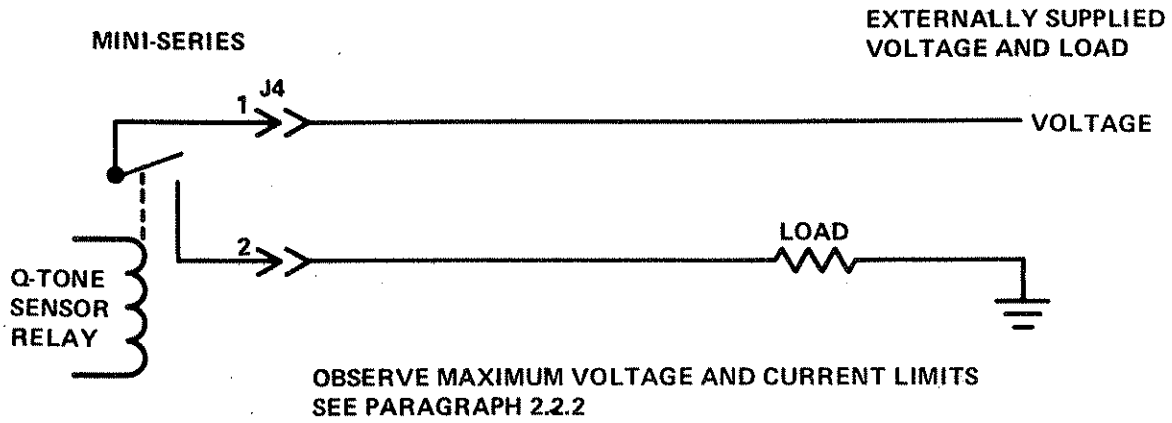 MINI-SERIES
EXTERNALLY SUPPLIED
VOLTAGE AND LOAD
1
J4
VOLTAGE
2
LOAD
Q-TONE
SENSOR
RELAY
OBSERVE MAXIMUM VOLTAGE AND CURRENT LIMITS
SEE PARAGRAPH 2.2.2